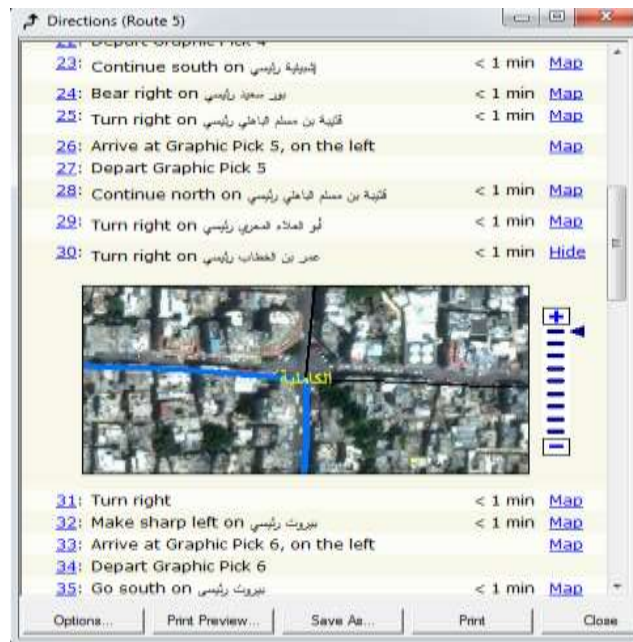 Directions (Route 5)
22: Depart Graphic Pick 4
23: Continue south on إشبيلية رئيسي < 1 min Map
24: Bear right on بور سعيد رئيسي < 1 min Map
25: Turn right on قتيبة بن مسلم الباهلي رئيسي < 1 min Map
26: Arrive at Graphic Pick 5, on the left Map
27: Depart Graphic Pick 5
28: Continue north on قتيبة بن مسلم الباهلي رئيسي < 1 min Map
29: Turn right on أبو العلاء المعري رئيسي < 1 min Map
30: Turn right on عمر بن الخطاب رئيسي < 1 min Hide
الكاملية
31: Turn right < 1 min Map
32: Make sharp left on بيروت رئيسي < 1 min Map
33: Arrive at Graphic Pick 6, on the left Map
34: Depart Graphic Pick 6
35: Go south on بيروت رئيسي < 1 min Map
Options... Print Preview... Save As... Print Close